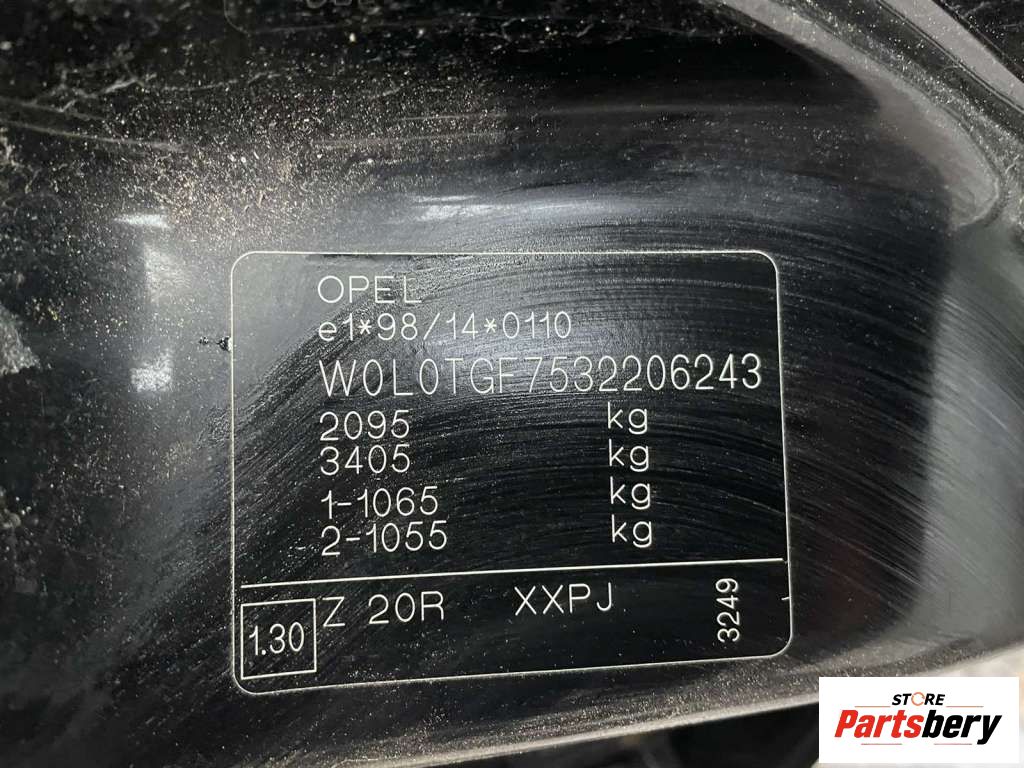 OPEL
e1*98/14*0110
W0L0TGF7532206243
2095 kg
3405 kg
1-1065 kg
2-1055 kg
1.30 Z 20R XXPJ 3249
STORE
Partsbery